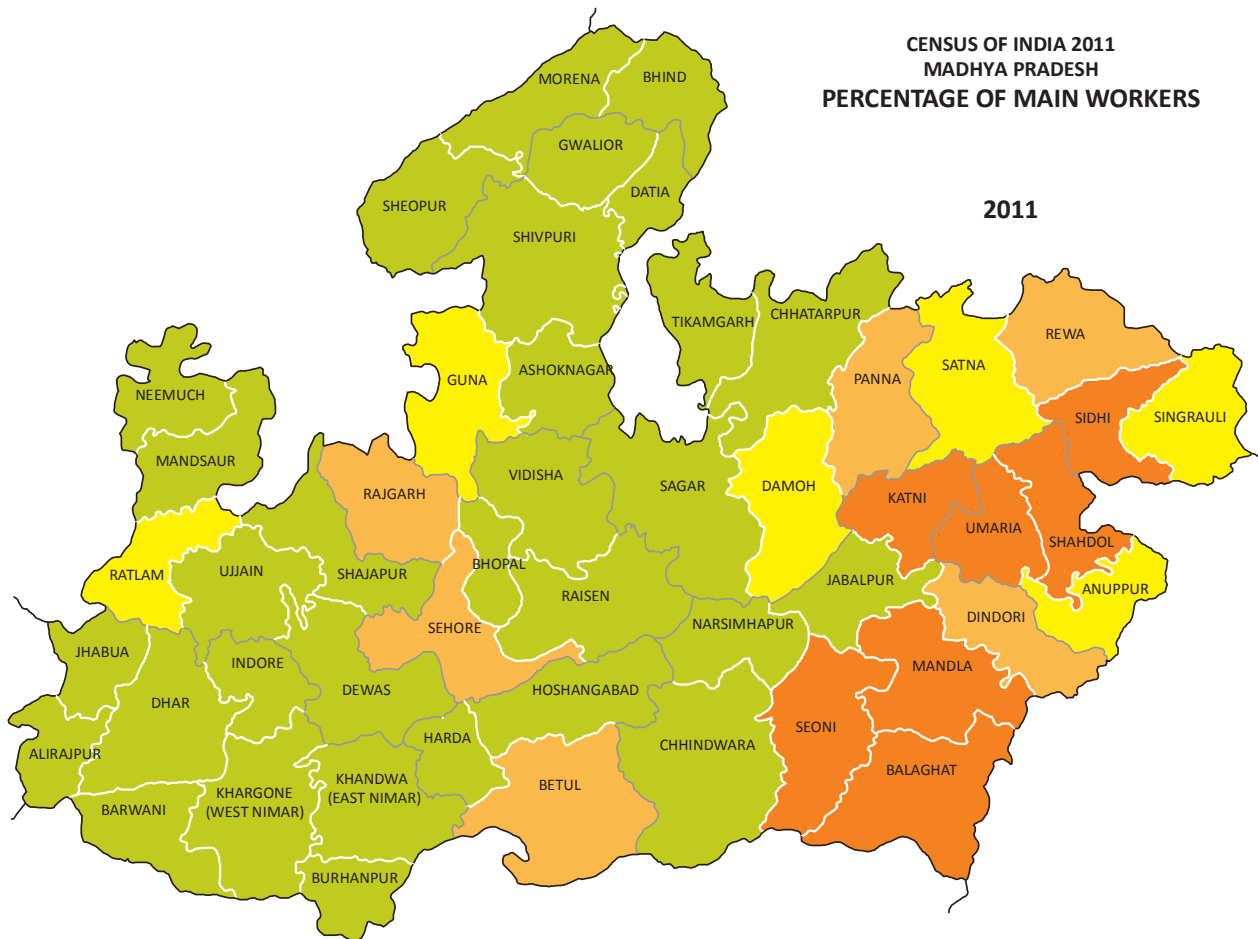 CENSUS OF INDIA 2011
MADHYA PRADESH
PERCENTAGE OF MAIN WORKERS
2011
MORENA
BHIND
GWALIOR
DATIA
SHEOPUR
SHIVPURI
TIKAMGARH
CHHATARPUR
REWA
PANNA
SATNA
GUNA
ASHOKNAGAR
NEEMUCH
SIDHI
SINGRAULI
MANDSAUR
VIDISHA
SAGAR
DAMOH
RAJGARH
KATNI
UMARIA
SHAHDOL
RATLAM
UJJAIN
SHAJAPUR
BHOPAL
RAISEN
JABALPUR
ANUPPUR
DINDORI
SEHORE
NARSIMHAPUR
JHABUA
INDORE
MANDLA
DEWAS
HOSHANGABAD
DHAR
SEONI
HARDA
CHHINDWARA
ALIRAJPUR
BALAGHAT
KHANDWA
(EAST NIMAR)
BETUL
KHARGONE
(WEST NIMAR)
BARWANI
BURHANPUR